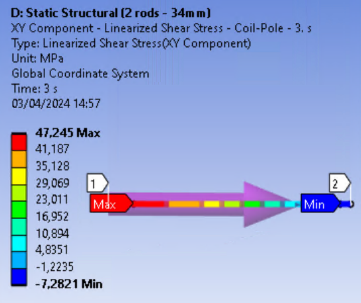 D: Static Structural (2 rods - 34mm)
XY Component - Linearized Shear Stress - Coil-Pole - 3. s
Type: Linearized Shear Stress(XY Component)
Unit: MPa
Global Coordinate System
Time: 3 s
03/04/2024 14:57
47,245 Max
41,187
35,128
29,069
23,011
16,952
10,894
4,8351
-1,2235
-7,2821 Min
1
2
Max
Min